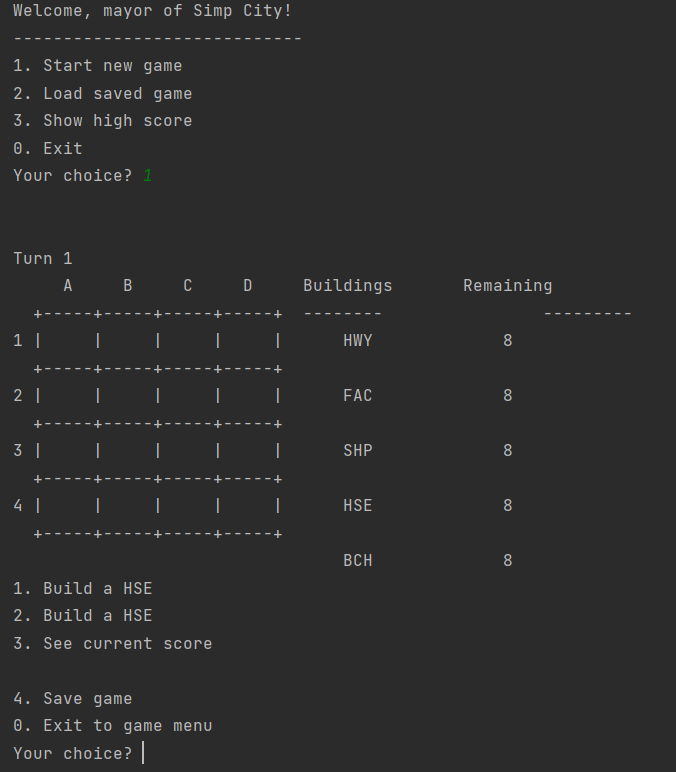 Welcome, mayor of Simp City!
-----------------------------
1. Start new game
2. Load saved game
3. Show high score
0. Exit
Your choice? 1
Turn 1
     A     B     C     D     Buildings       Remaining
  +-----+-----+-----+-----+  --------                ---------
1 |     |     |     |     |      HWY             8
  +-----+-----+-----+-----+
2 |     |     |     |     |      FAC             8
  +-----+-----+-----+-----+
3 |     |     |     |     |      SHP             8
  +-----+-----+-----+-----+
4 |     |     |     |     |      HSE             8
  +-----+-----+-----+-----+
                                 BCH             8
1. Build a HSE
2. Build a HSE
3. See current score
4. Save game
0. Exit to game menu
Your choice?